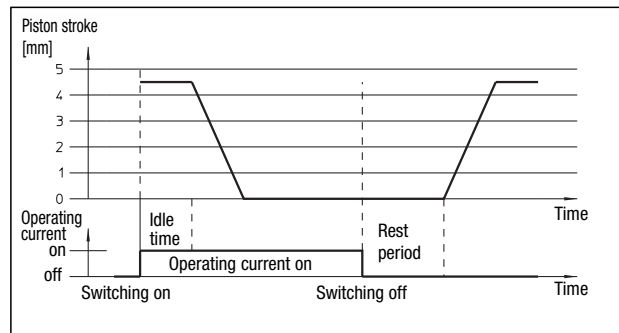 Piston stroke
[mm]
5
4
3
2
1
0
Time
Operating
current
on
off
Idle
time
Operating current on
Rest
period
Time
Switching on
Switching off